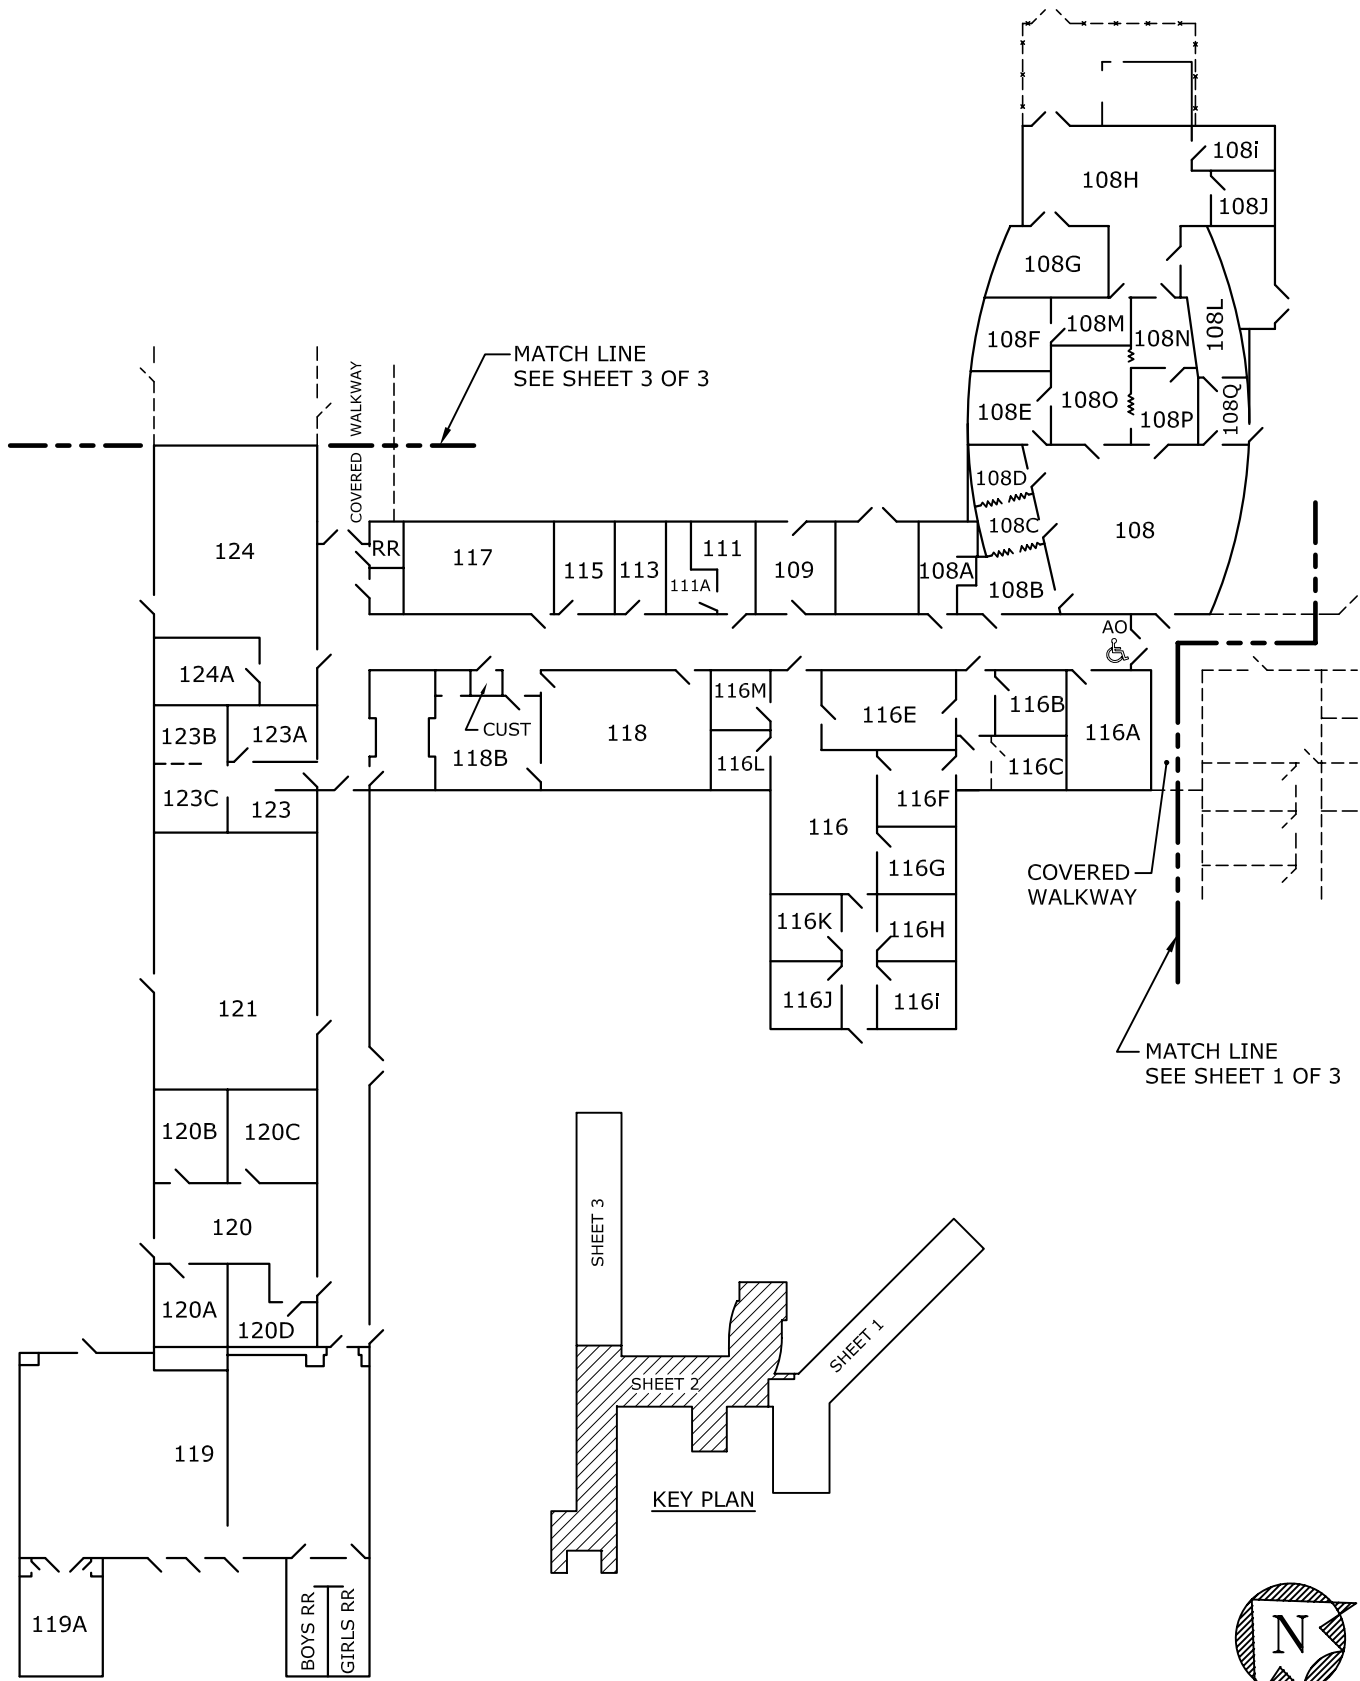 108i
108H
108J
108G
108L
108M
108F
108N
MATCH LINE
SEE SHEET 3 OF 3
COVERED WALKWAY
108O
108Q
108E
108P
108D
108C
108
124
RR
117
115
113
111
111A
109
108A
108B
AO
124A
116M
116B
116E
CUST
123B
123A
118
116A
118B
116L
116C
123C
123
116F
116
116G
COVERED
WALKWAY
116K
116H
121
116J
116i
MATCH LINE
SEE SHEET 1 OF 3
120B
120C
120
SHEET 3
120A
120D
SHEET 1
SHEET 2
119
KEY PLAN
119A
BOYS RR
GIRLS RR
N